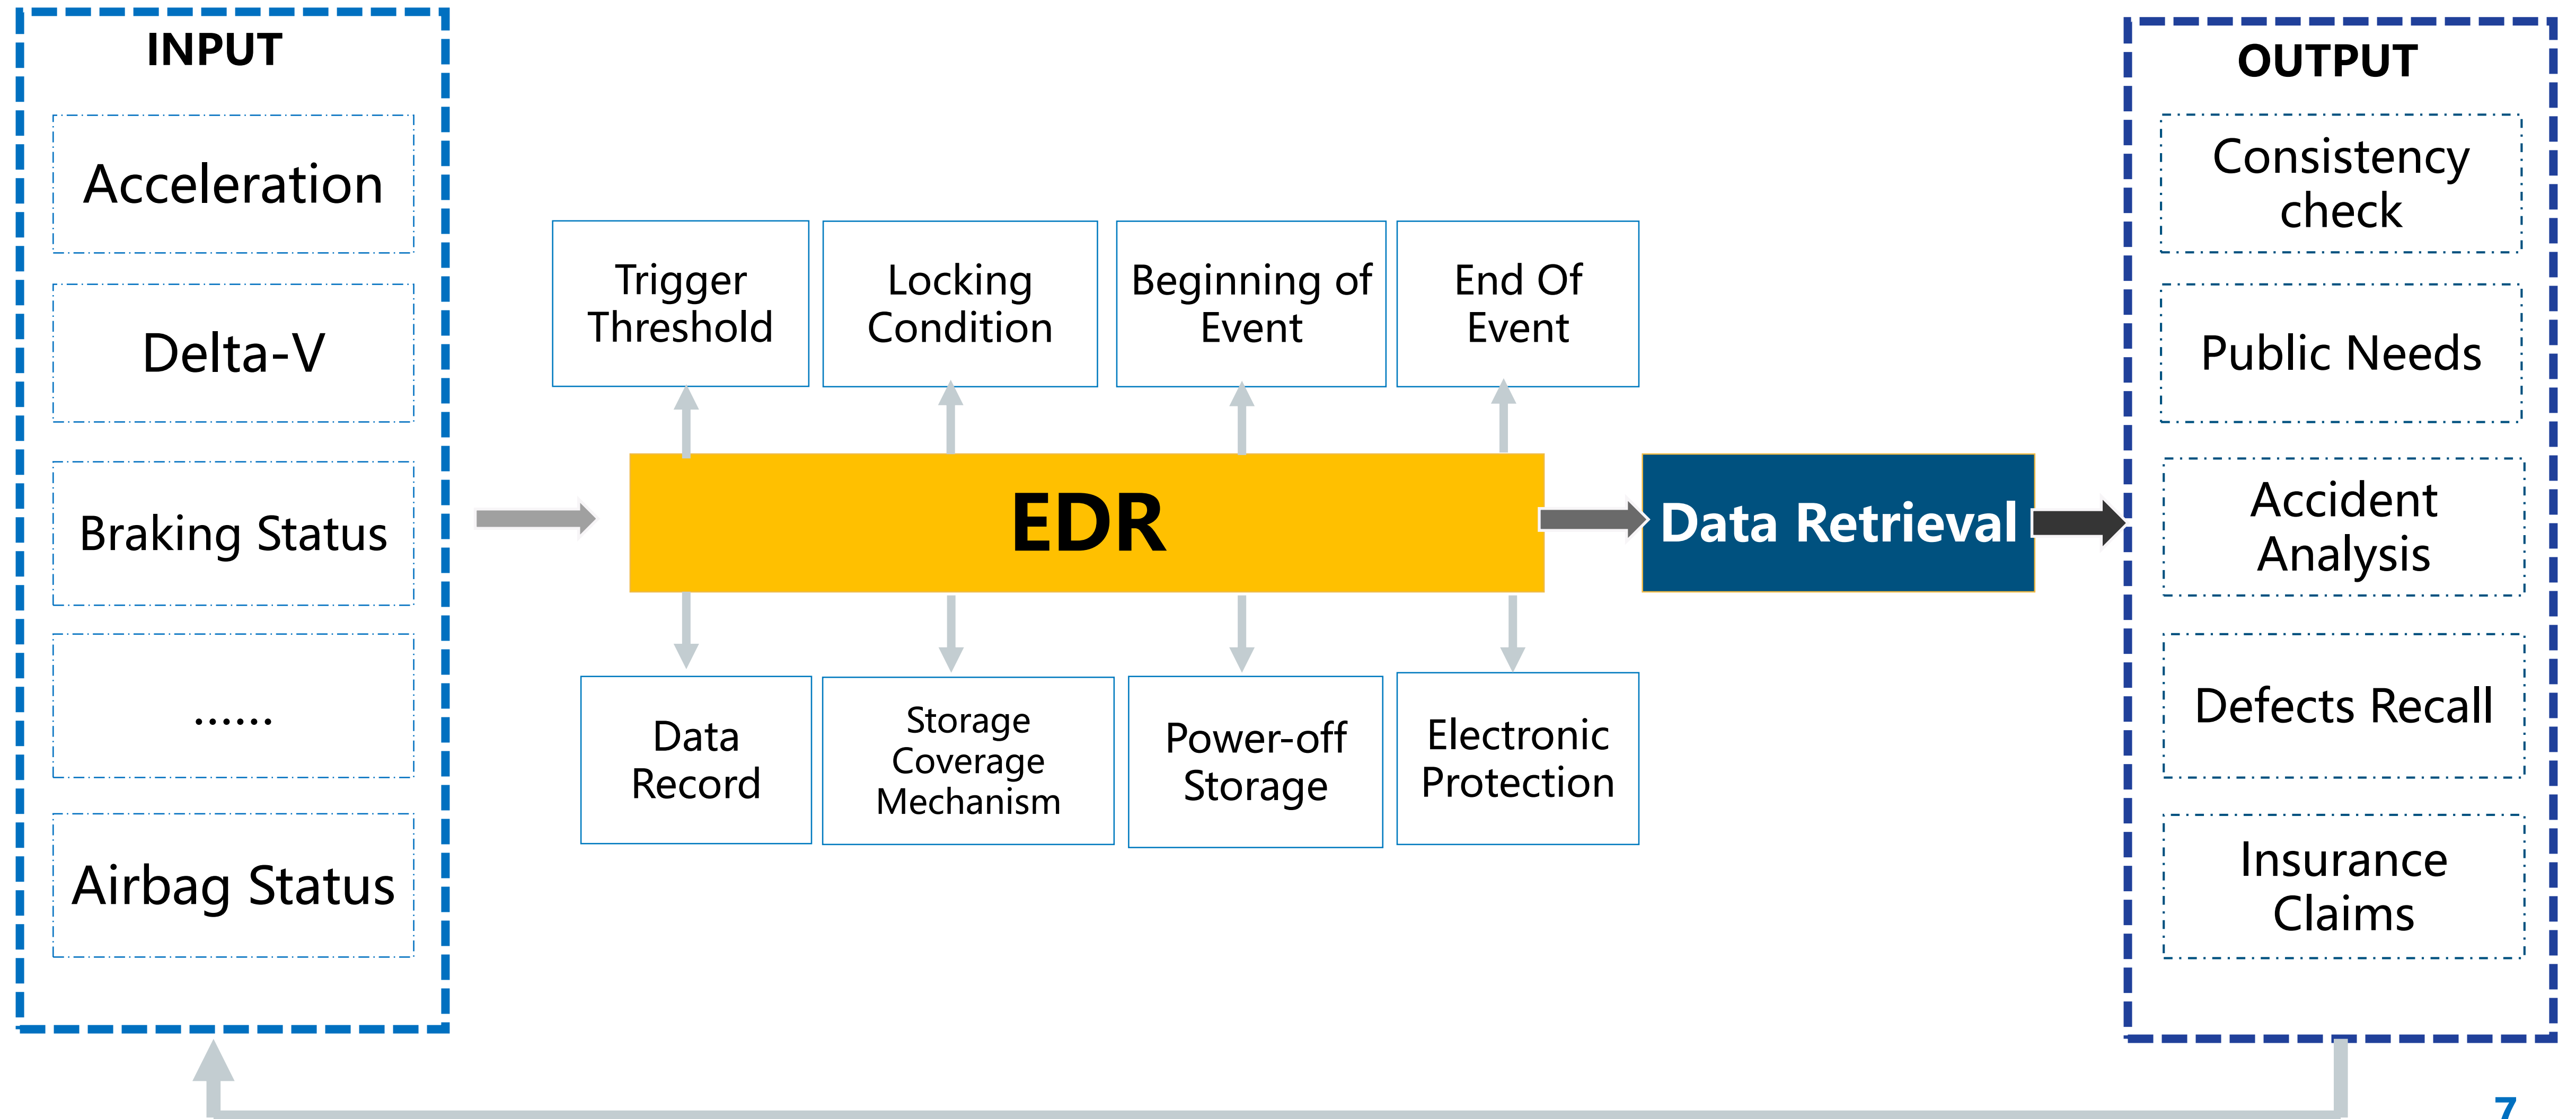 INPUT
Acceleration
Delta-V
Braking Status
......
Airbag Status
Trigger
Threshold
Locking
Condition
Beginning of
Event
End Of
Event
EDR
Data Retrieval
Data
Record
Storage
Coverage
Mechanism
Power-off
Storage
Electronic
Protection
OUTPUT
Consistency
check
Public Needs
Accident
Analysis
Defects Recall
Insurance
Claims
7